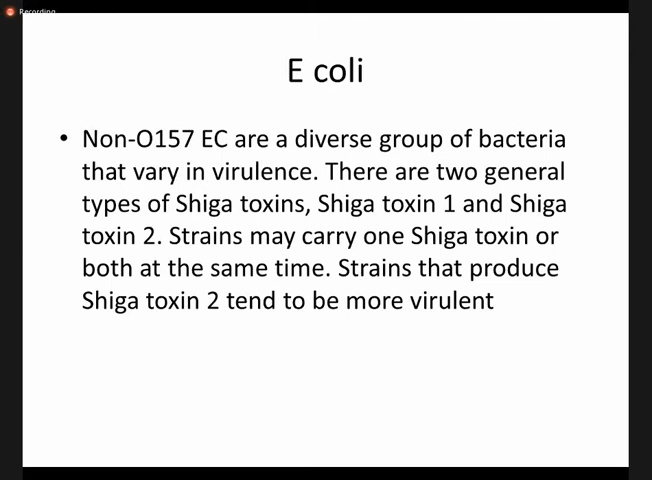 Recording
E coli
• Non-O157 EC are a diverse group of bacteria
that vary in virulence. There are two general
types of Shiga toxins, Shiga toxin 1 and Shiga
toxin 2. Strains may carry one Shiga toxin or
both at the same time. Strains that produce
Shiga toxin 2 tend to be more virulent